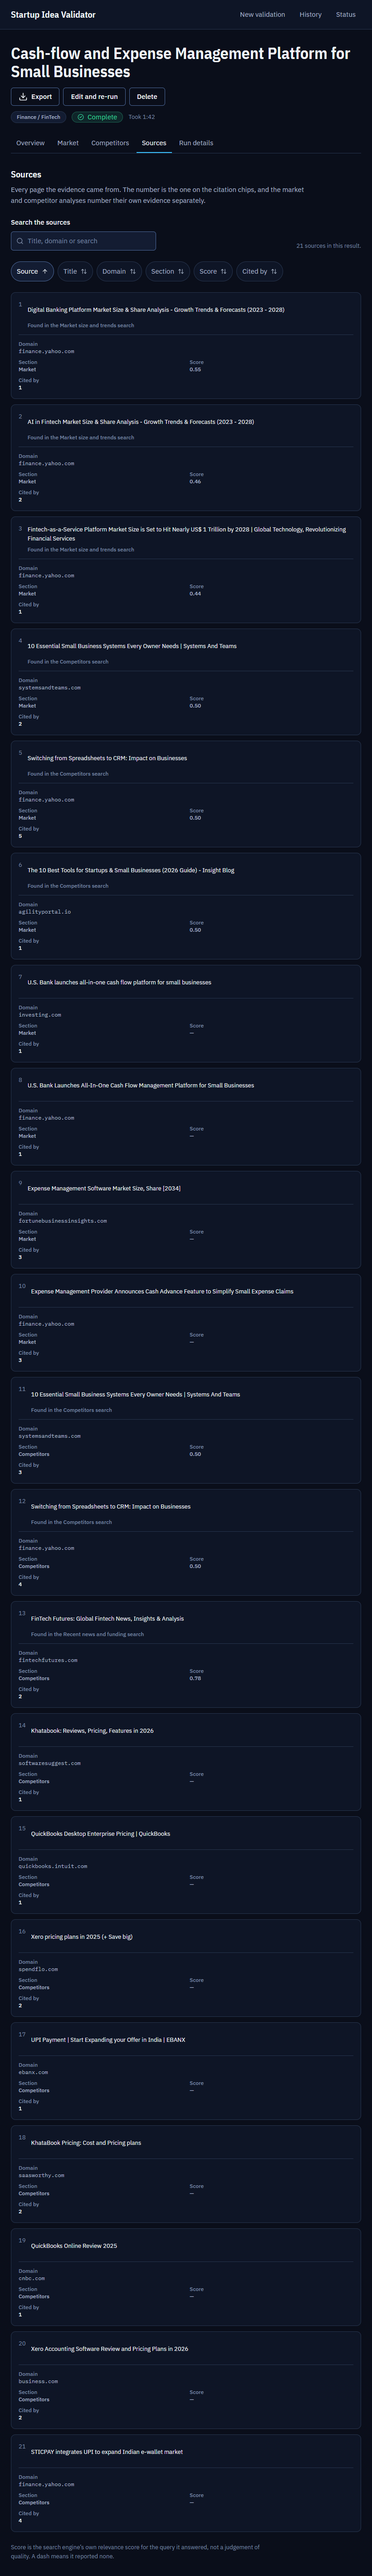 Startup Idea Validator
New validation
History
Status
Cash-flow and Expense Management Platform for
Small Businesses
Export
Edit and re-run
Delete
Finance / FinTech
Complete
Took 1:42
Overview
Market
Competitors
Sources
Run details
Sources
Every page the evidence came from. The number is the one on the citation chips, and the market
and competitor analyses number their own evidence separately.
Search the sources
Title, domain or search
21 sources in this result.
Source
Title
Domain
Section
Score
Cited by
1
Digital Banking Platform Market Size & Share Analysis - Growth Trends & Forecasts (2023 - 2028)
Found in the Market size and trends search
Domain
finance.yahoo.com
Section
Score
Market
0.55
Cited by
1
2
AI in Fintech Market Size & Share Analysis - Growth Trends & Forecasts (2023 - 2028)
Found in the Market size and trends search
Domain
finance.yahoo.com
Section
Score
Market
0.46
Cited by
2
3
Fintech-as-a-Service Platform Market Size is Set to Hit Nearly US$ 1 Trillion by 2028 | Global Technology, Revolutionizing
Financial Services
Found in the Market size and trends search
Domain
finance.yahoo.com
Section
Score
Market
0.44
Cited by
1
4
10 Essential Small Business Systems Every Owner Needs | Systems And Teams
Found in the Competitors search
Domain
systemsandteams.com
Section
Score
Market
0.50
Cited by
2
5
Switching from Spreadsheets to CRM: Impact on Businesses
Found in the Competitors search
Domain
finance.yahoo.com
Section
Score
Market
0.50
Cited by
5
6
The 10 Best Tools for Startups & Small Businesses (2026 Guide) - Insight Blog
Found in the Competitors search
Domain
agilityportal.io
Section
Score
Market
0.50
Cited by
1
7
U.S. Bank launches all-in-one cash flow platform for small businesses
Domain
investing.com
Section
Score
Market
—
Cited by
1
8
U.S. Bank Launches All-In-One Cash Flow Management Platform for Small Businesses
Domain
finance.yahoo.com
Section
Score
Market
—
Cited by
1
9
Expense Management Software Market Size, Share [2034]
Domain
fortunebusinessinsights.com
Section
Score
Market
—
Cited by
3
10
Expense Management Provider Announces Cash Advance Feature to Simplify Small Expense Claims
Domain
finance.yahoo.com
Section
Score
Market
—
Cited by
3
11
10 Essential Small Business Systems Every Owner Needs | Systems And Teams
Found in the Competitors search
Domain
systemsandteams.com
Section
Score
Competitors
0.50
Cited by
3
12
Switching from Spreadsheets to CRM: Impact on Businesses
Found in the Competitors search
Domain
finance.yahoo.com
Section
Score
Competitors
0.50
Cited by
4
13
FinTech Futures: Global Fintech News, Insights & Analysis
Found in the Recent news and funding search
Domain
fintechfutures.com
Section
Score
Competitors
0.78
Cited by
2
14
Khatabook: Reviews, Pricing, Features in 2026
Domain
softwaresuggest.com
Section
Score
Competitors
—
Cited by
1
15
QuickBooks Desktop Enterprise Pricing | QuickBooks
Domain
quickbooks.intuit.com
Section
Score
Competitors
—
Cited by
1
16
Xero pricing plans in 2025 (+ Save big)
Domain
spendflo.com
Section
Score
Competitors
—
Cited by
2
17
UPI Payment | Start Expanding your Offer in India | EBANX
Domain
ebanx.com
Section
Score
Competitors
—
Cited by
1
18
KhataBook Pricing: Cost and Pricing plans
Domain
saasworthy.com
Section
Score
Competitors
—
Cited by
2
19
QuickBooks Online Review 2025
Domain
cnbc.com
Section
Score
Competitors
—
Cited by
1
20
Xero Accounting Software Review and Pricing Plans in 2026
Domain
business.com
Section
Score
Competitors
—
Cited by
2
21
STICPAY integrates UPI to expand Indian e-wallet market
Domain
finance.yahoo.com
Section
Score
Competitors
—
Cited by
4
Score is the search engine's own relevance score for the query it answered, not a judgement of
quality. A dash means it reported none.